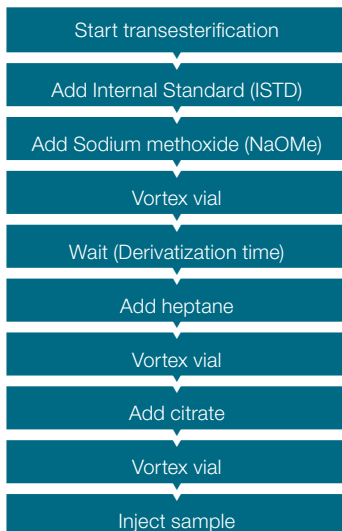 Start transesterification
Add Internal Standard (ISTD)
Add Sodium methoxide (NaOMe)
Vortex vial
Wait (Derivatization time)
Add heptane
Vortex vial
Add citrate
Vortex vial
Inject sample